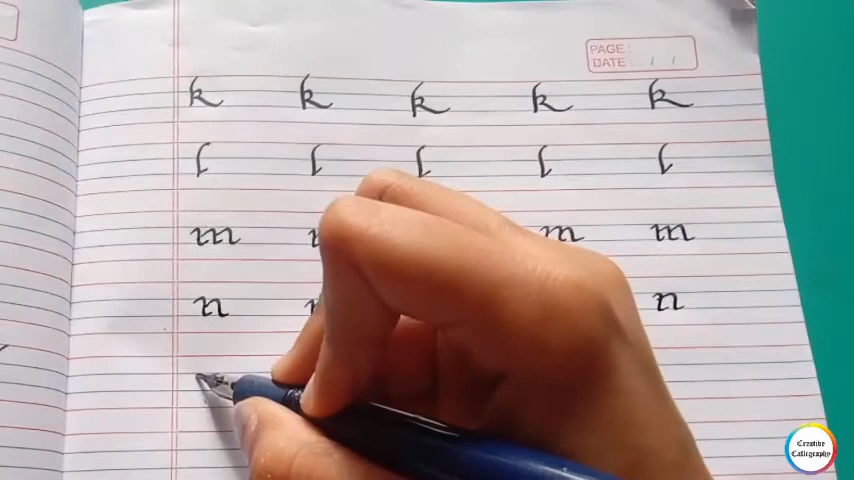 PAGE :
DATE : / /
k k k k k
l l l l l
m m m
n n
Creative
Calligraphy